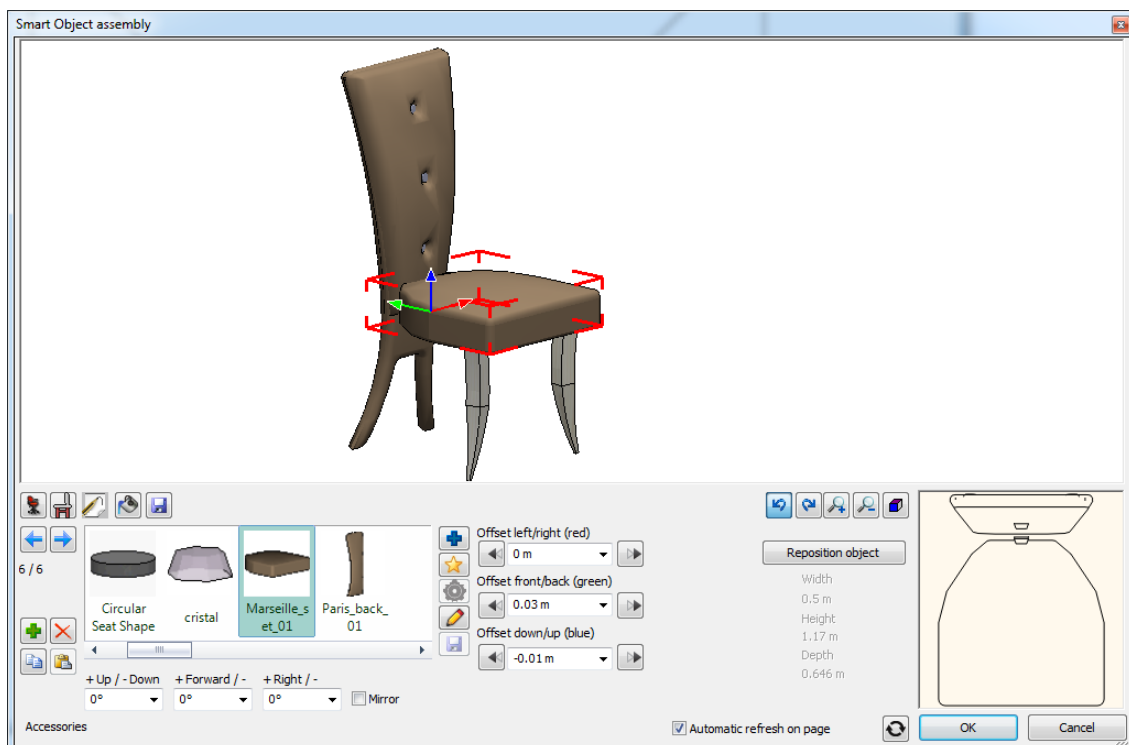 Smart Object assembly
6 / 6
Circular
Seat Shape
cristal
Marseille_s
et_01
Paris_back_
01
Offset left/right (red)
0 m
Offset front/back (green)
0.03 m
Offset down/up (blue)
-0.01 m
Reposition object
Width
0.5 m
Height
1.17 m
Depth
0.646 m
+ Up / - Down
+ Forward / -
+ Right / -
0°
0°
0°
Mirror
Accessories
Automatic refresh on page
OK
Cancel